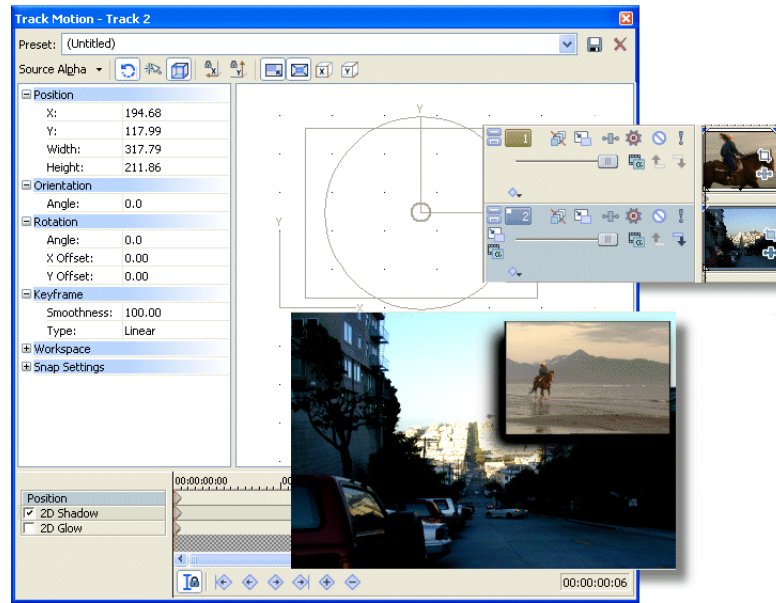 Track Motion - Track 2
Preset: (Untitled)
Source Alpha
Position
X: 194.68
Y: 117.99
Width: 317.79
Height: 211.86
Orientation
Angle: 0.0
Rotation
Angle: 0.0
X Offset: 0.00
Y Offset: 0.00
Keyframe
Smoothness: 100.00
Type: Linear
Workspace
Snap Settings
Y
Y
X
1
2
00:00:00:00 ,00
Position
2D Shadow
2D Glow
00:00:00:06